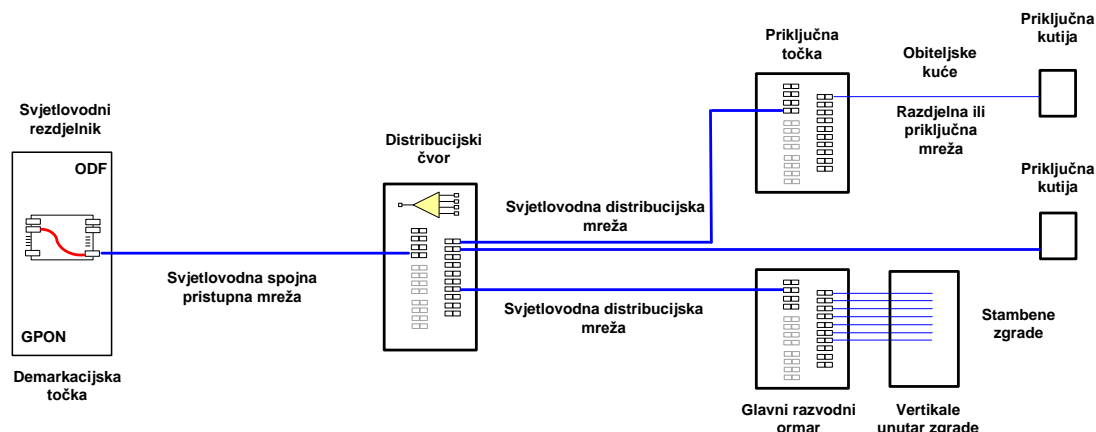 Svjetlovodni
rezdjelnik
ODF
GPON
Demarkacijska
točka
Svjetlovodna spojna
pristupna mreža
Distribucijski
čvor
Svjetlovodna distribucijska
mreža
Svjetlovodna distribucijska
mreža
Priključna
točka
Obiteljske
kuće
Razdjelna ili
priključna
mreža
Priključna
kutija
Priključna
kutija
Stambene
zgrade
Glavni razvodni
ormar
Vertikale
unutar zgrade